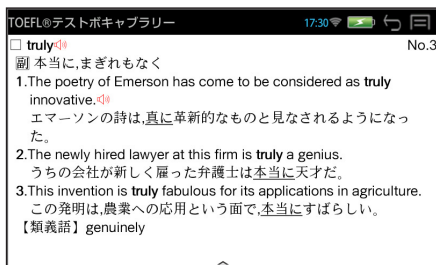 TOEFL®テストボキャブラリー 17:30
□ truly No.3
副 本当に,まぎれもなく
1.The poetry of Emerson has come to be considered as truly
innovative.
エマーソンの詩は,真に革新的なものと見なされるようになっ
た。
2.The newly hired lawyer at this firm is truly a genius.
うちの会社が新しく雇った弁護士は本当に天才だ。
3.This invention is truly fabulous for its applications in agriculture.
この発明は,農業への応用という面で,本当にすばらしい。
【類義語】genuinely